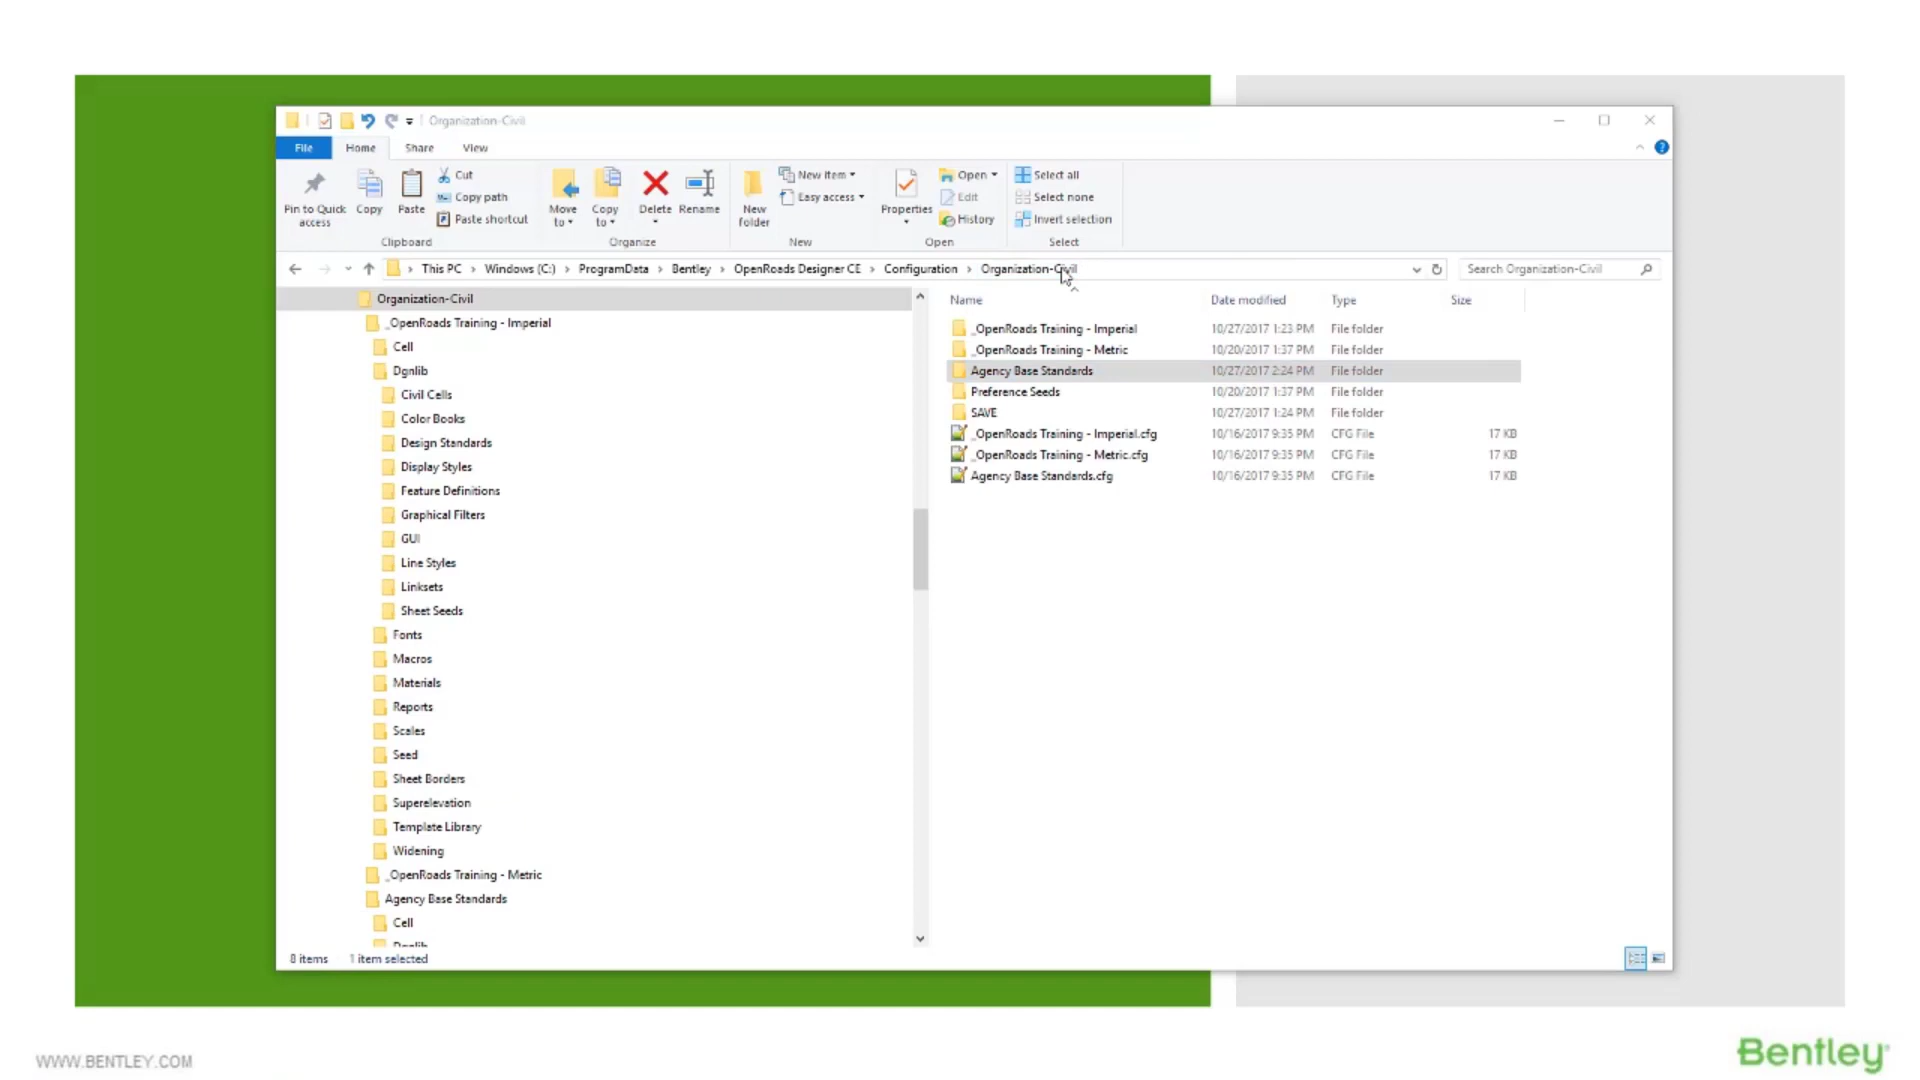 Organization-Civil
File Home Share View
Pin to Quick access
Copy
Paste
Cut
Copy path
Paste shortcut
Clipboard
Move to
Copy to
Delete
Rename
Organize
New folder
New item
Easy access
New
Properties
Open
Edit
History
Open
Select all
Select none
Invert selection
Select
This PC > Windows (C:) > ProgramData > Bentley > OpenRoads Designer CE > Configuration > Organization-Civil
Search Organization-Civil
Organization-Civil
_OpenRoads Training - Imperial
Cell
Dgnlib
Civil Cells
Color Books
Design Standards
Display Styles
Feature Definitions
Graphical Filters
GUI
Line Styles
Linksets
Sheet Seeds
Fonts
Macros
Materials
Reports
Scales
Seed
Sheet Borders
Superelevation
Template Library
Widening
_OpenRoads Training - Metric
Agency Base Standards
Cell
Dgnlib
Name Date modified Type Size
_OpenRoads Training - Imperial 10/27/2017 1:23 PM File folder
_OpenRoads Training - Metric 10/20/2017 1:37 PM File folder
Agency Base Standards 10/27/2017 2:24 PM File folder
Preference Seeds 10/20/2017 1:37 PM File folder
SAVE 10/27/2017 1:24 PM File folder
_OpenRoads Training - Imperial.cfg 10/16/2017 9:35 PM CFG File 17 KB
_OpenRoads Training - Metric.cfg 10/16/2017 9:35 PM CFG File 17 KB
Agency Base Standards.cfg 10/16/2017 9:35 PM CFG File 17 KB
8 items 1 item selected
WWW.BENTLEY.COM
Bentley